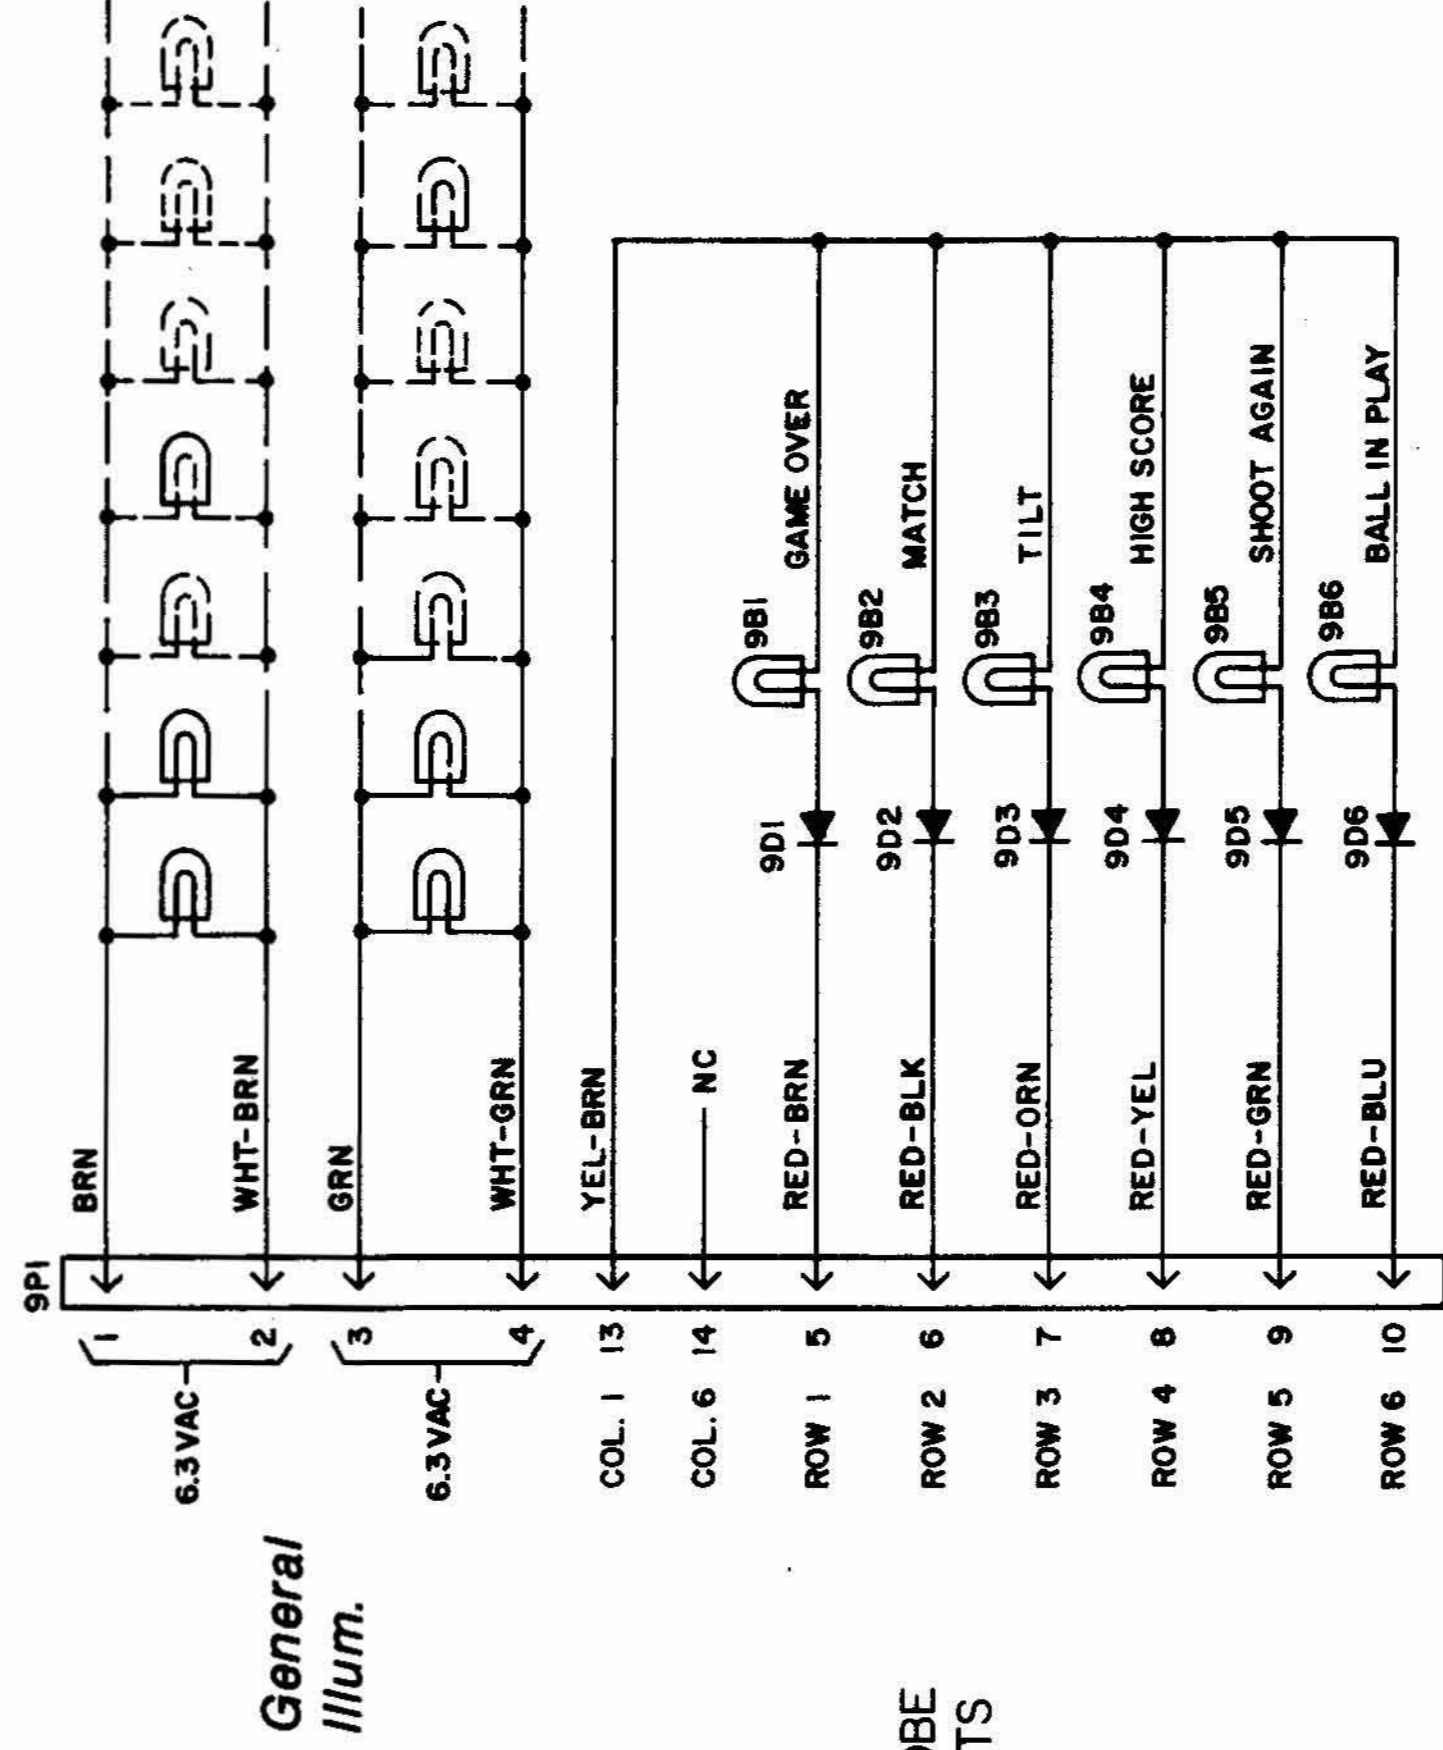 General
Illum.
9P1
6.3 VAC
1
BRN
2
WHT-BRN
6.3 VAC
3
GRN
4
WHT-GRN
COL. 1 13
YEL-BRN
COL. 6 14
NC
ROW 1 5
RED-BRN
9D1
9B1
GAME OVER
ROW 2 6
RED-BLK
9D2
9B2
MATCH
ROW 3 7
RED-ORN
9D3
9B3
TILT
ROW 4 8
RED-YEL
9D4
9B4
HIGH SCORE
ROW 5 9
RED-GRN
9D5
9B5
SHOOT AGAIN
ROW 6 10
RED-BLU
9D6
9B6
BALL IN PLAY